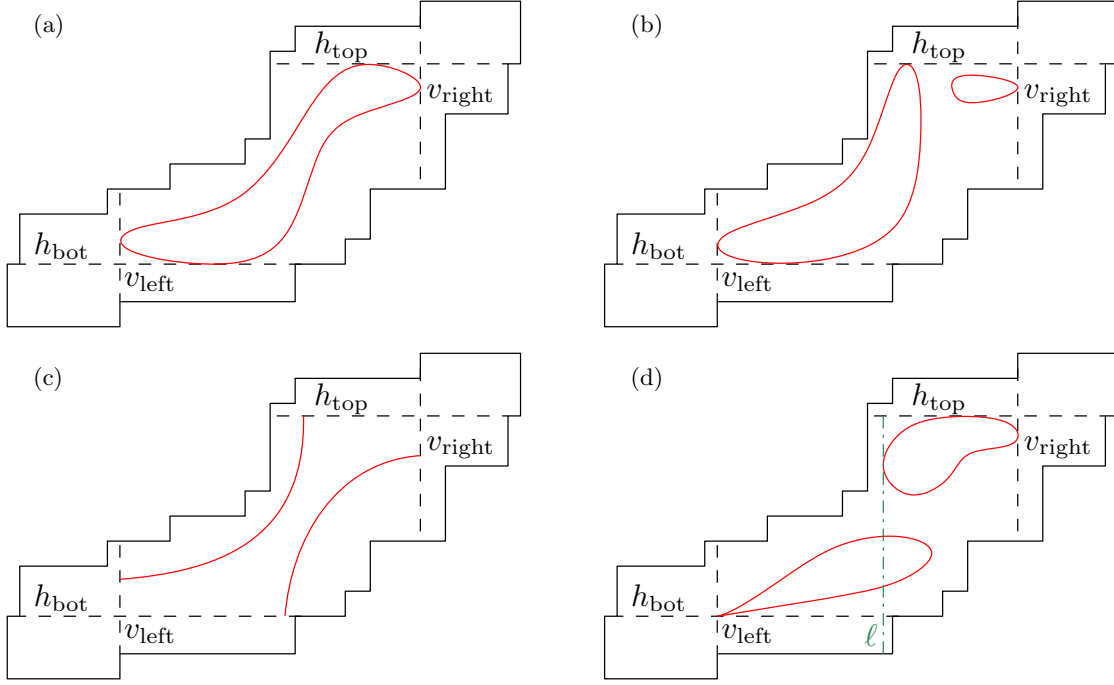 (a)
h_top
v_right
h_bot
v_left
(b)
h_top
v_right
h_bot
v_left
(c)
h_top
v_right
h_bot
v_left
(d)
h_top
v_right
h_bot
v_left
ℓ